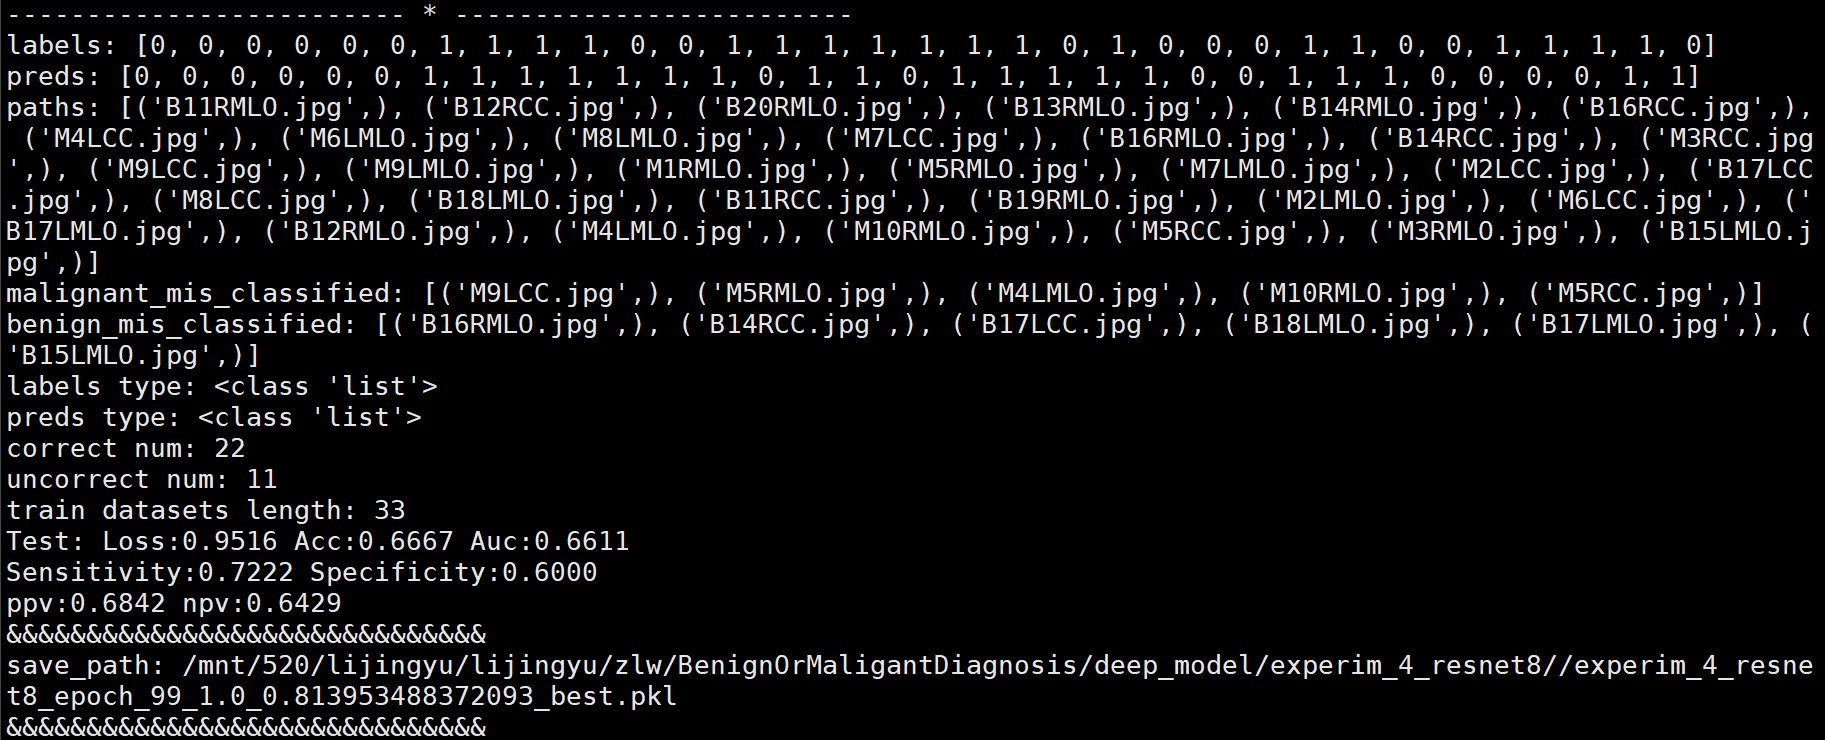 ------------------------- * -------------------------
labels: [0, 0, 0, 0, 0, 0, 1, 1, 1, 1, 0, 0, 1, 1, 1, 1, 1, 1, 1, 0, 1, 0, 0, 0, 1, 1, 0, 0, 1, 1, 1, 1, 0]
preds: [0, 0, 0, 0, 0, 0, 1, 1, 1, 1, 1, 1, 1, 0, 1, 1, 0, 1, 1, 1, 1, 1, 0, 0, 1, 1, 1, 0, 0, 0, 0, 1, 1]
paths: [('B11RMLO.jpg',), ('B12RCC.jpg',), ('B20RMLO.jpg',), ('B13RMLO.jpg',), ('B14RMLO.jpg',), ('B16RCC.jpg',),
 ('M4LCC.jpg',), ('M6LMLO.jpg',), ('M8LMLO.jpg',), ('M7LCC.jpg',), ('B16RMLO.jpg',), ('B14RCC.jpg',), ('M3RCC.jpg
',), ('M9LCC.jpg',), ('M9LMLO.jpg',), ('M1RMLO.jpg',), ('M5RMLO.jpg',), ('M7LMLO.jpg',), ('M2LCC.jpg',), ('B17LCC
.jpg',), ('M8LCC.jpg',), ('B18LMLO.jpg',), ('B11RCC.jpg',), ('B19RMLO.jpg',), ('M2LMLO.jpg',), ('M6LCC.jpg',), ('
B17LMLO.jpg',), ('B12RMLO.jpg',), ('M4LMLO.jpg',), ('M10RMLO.jpg',), ('M5RCC.jpg',), ('M3RMLO.jpg',), ('B15LMLO.j
pg',)]
malignant_mis_classified: [('M9LCC.jpg',), ('M5RMLO.jpg',), ('M4LMLO.jpg',), ('M10RMLO.jpg',), ('M5RCC.jpg',)]
benign_mis_classified: [('B16RMLO.jpg',), ('B14RCC.jpg',), ('B17LCC.jpg',), ('B18LMLO.jpg',), ('B17LMLO.jpg',), (
'B15LMLO.jpg',)]
labels type: <class 'list'>
preds type: <class 'list'>
correct num: 22
uncorrect num: 11
train datasets length: 33
Test: Loss:0.9516 Acc:0.6667 Auc:0.6611
Sensitivity:0.7222 Specificity:0.6000
ppv:0.6842 npv:0.6429
&&&&&&&&&&&&&&&&&&&&&&&&&&&&&&
save_path: /mnt/520/lijingyu/lijingyu/zlw/BenignOrMaligantDiagnosis/deep_model/experim_4_resnet8//experim_4_resne
t8_epoch_99_1.0_0.813953488372093_best.pkl
&&&&&&&&&&&&&&&&&&&&&&&&&&&&&&